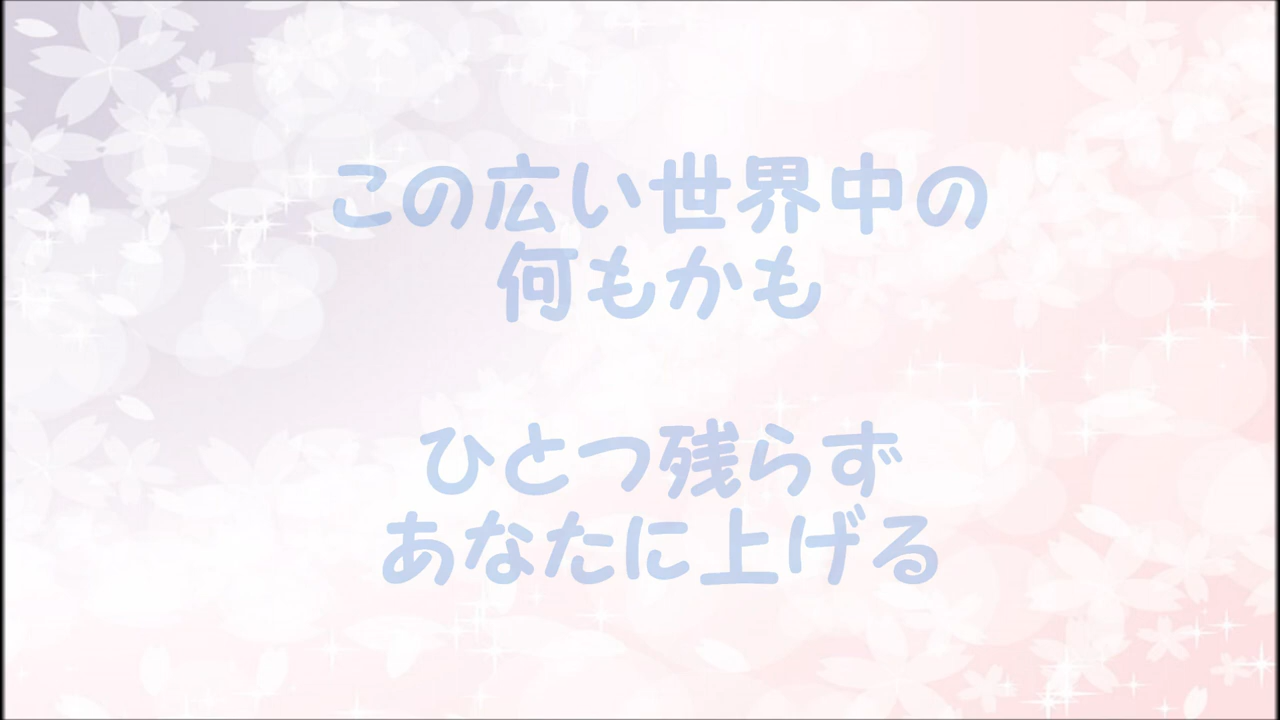 この広い世界中の
何もかも
ひとつ残らず
あなたに上げる